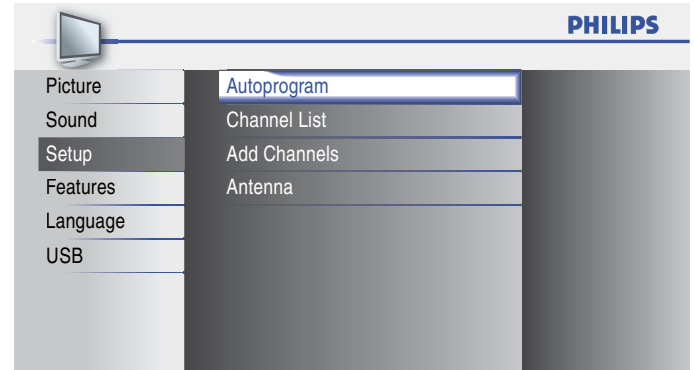 PHILIPS
Picture
Sound
Setup
Features
Language
USB
Autoprogram
Channel List
Add Channels
Antenna